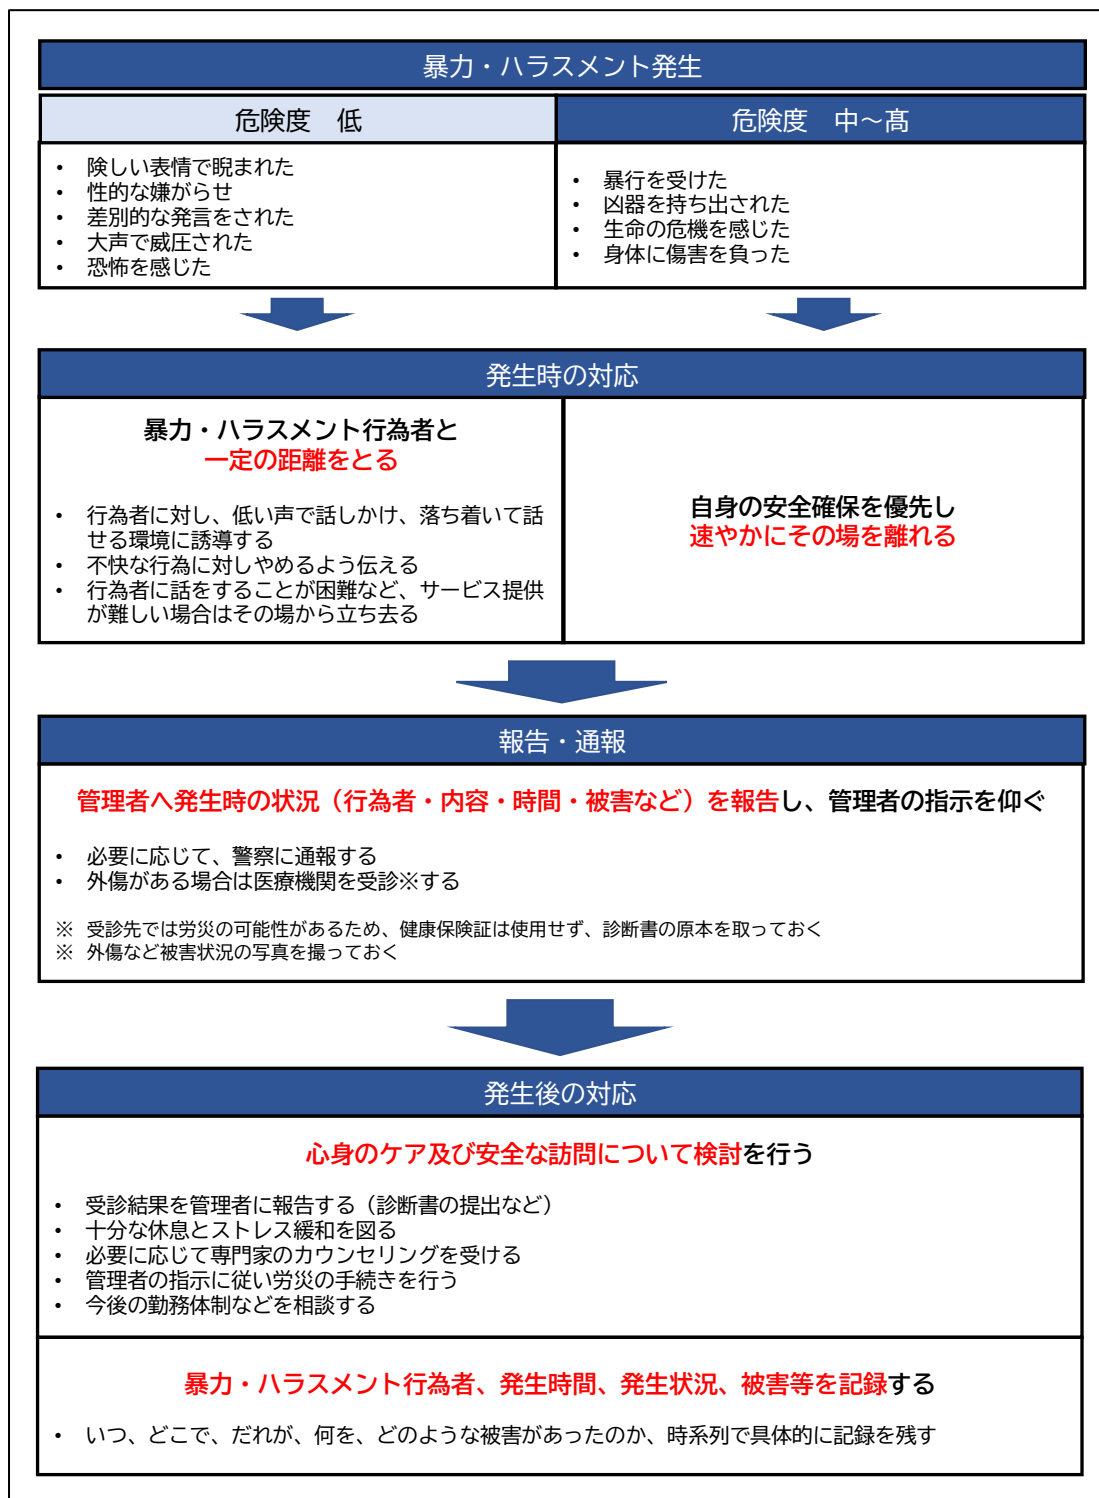 暴力・ハラスメント発生
危険度　低
危険度　中～髙
• 険しい表情で睨まれた
• 性的な嫌がらせ
• 差別的な発言をされた
• 大声で威圧された
• 恐怖を感じた
• 暴行を受けた
• 凶器を持ち出された
• 生命の危機を感じた
• 身体に傷害を負った
発生時の対応
暴力・ハラスメント行為者と
一定の距離をとる
• 行為者に対し、低い声で話しかけ、落ち着いて話
せる環境に誘導する
• 不快な行為に対しやめるよう伝える
• 行為者に話をすることが困難など、サービス提供
が難しい場合はその場から立ち去る
自身の安全確保を優先し
速やかにその場を離れる
報告・通報
管理者へ発生時の状況（行為者・内容・時間・被害など）を報告し、管理者の指示を仰ぐ
• 必要に応じて、警察に通報する
• 外傷がある場合は医療機関を受診※する
※ 受診先では労災の可能性があるため、健康保険証は使用せず、診断書の原本を取っておく
※ 外傷など被害状況の写真を撮っておく
発生後の対応
心身のケア及び安全な訪問について検討を行う
• 受診結果を管理者に報告する（診断書の提出など）
• 十分な休息とストレス緩和を図る
• 必要に応じて専門家のカウンセリングを受ける
• 管理者の指示に従い労災の手続きを行う
• 今後の勤務体制などを相談する
暴力・ハラスメント行為者、発生時間、発生状況、被害等を記録する
• いつ、どこで、だれが、何を、どのような被害があったのか、時系列で具体的に記録を残す